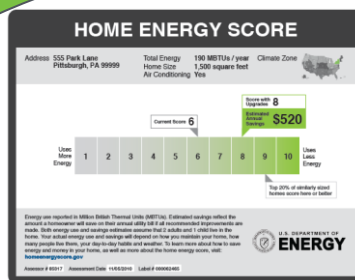 HOME ENERGY SCORE
Address 555 Park Lane
Pittsburgh, PA 99999
Total Energy 190 MBTUs / year
Home Size 1,500 square feet
Air Conditioning Yes
Climate Zone
Score with Upgrades 8
Estimated Annual Savings $520
Current Score 6
Uses More Energy
1 2 3 4 5 6 7 8 9 10
Uses Less Energy
Top 20% of similarly sized
homes score here or better
Energy use reported in Million British Thermal Units (MBTUs). Estimated savings reflect the
amount a homeowner will save on their annual utility bill if all recommended improvements are
made. Both energy use and savings estimates assume that 2 adults and 1 child live in the
home. Your actual energy use and savings will depend on how you maintain your home, how
many people live there, your day-to-day habits and weather. To learn more about how to save
energy and money in your home, as well as more about the home energy score, visit:
homeenergyscore.gov
U.S. DEPARTMENT OF
ENERGY
Assessor # 85317 Assessment Date 11/05/2010 Label #